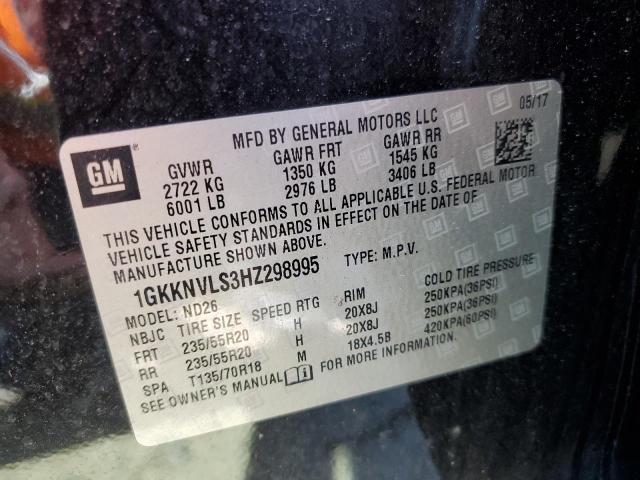 MFD BY GENERAL MOTORS LLC 05/17
GM
GVWR GAWR FRT GAWR RR
2722 KG 1350 KG 1545 KG
6001 LB 2976 LB 3406 LB
THIS VEHICLE CONFORMS TO ALL APPLICABLE U.S. FEDERAL MOTOR
VEHICLE SAFETY STANDARDS IN EFFECT ON THE DATE OF
MANUFACTURE SHOWN ABOVE.
1GKKNVLS3HZ298995 TYPE: M.P.V.
MODEL: ND26
NBJC TIRE SIZE SPEED RTG RIM COLD TIRE PRESSURE
FRT 235/55R20 H 20X8J 250KPA(36PSI)
RR 235/55R20 H 20X8J 250KPA(36PSI)
SPA T135/70R18 M 18X4.5B 420KPA(60PSI)
SEE OWNER'S MANUAL FOR MORE INFORMATION.